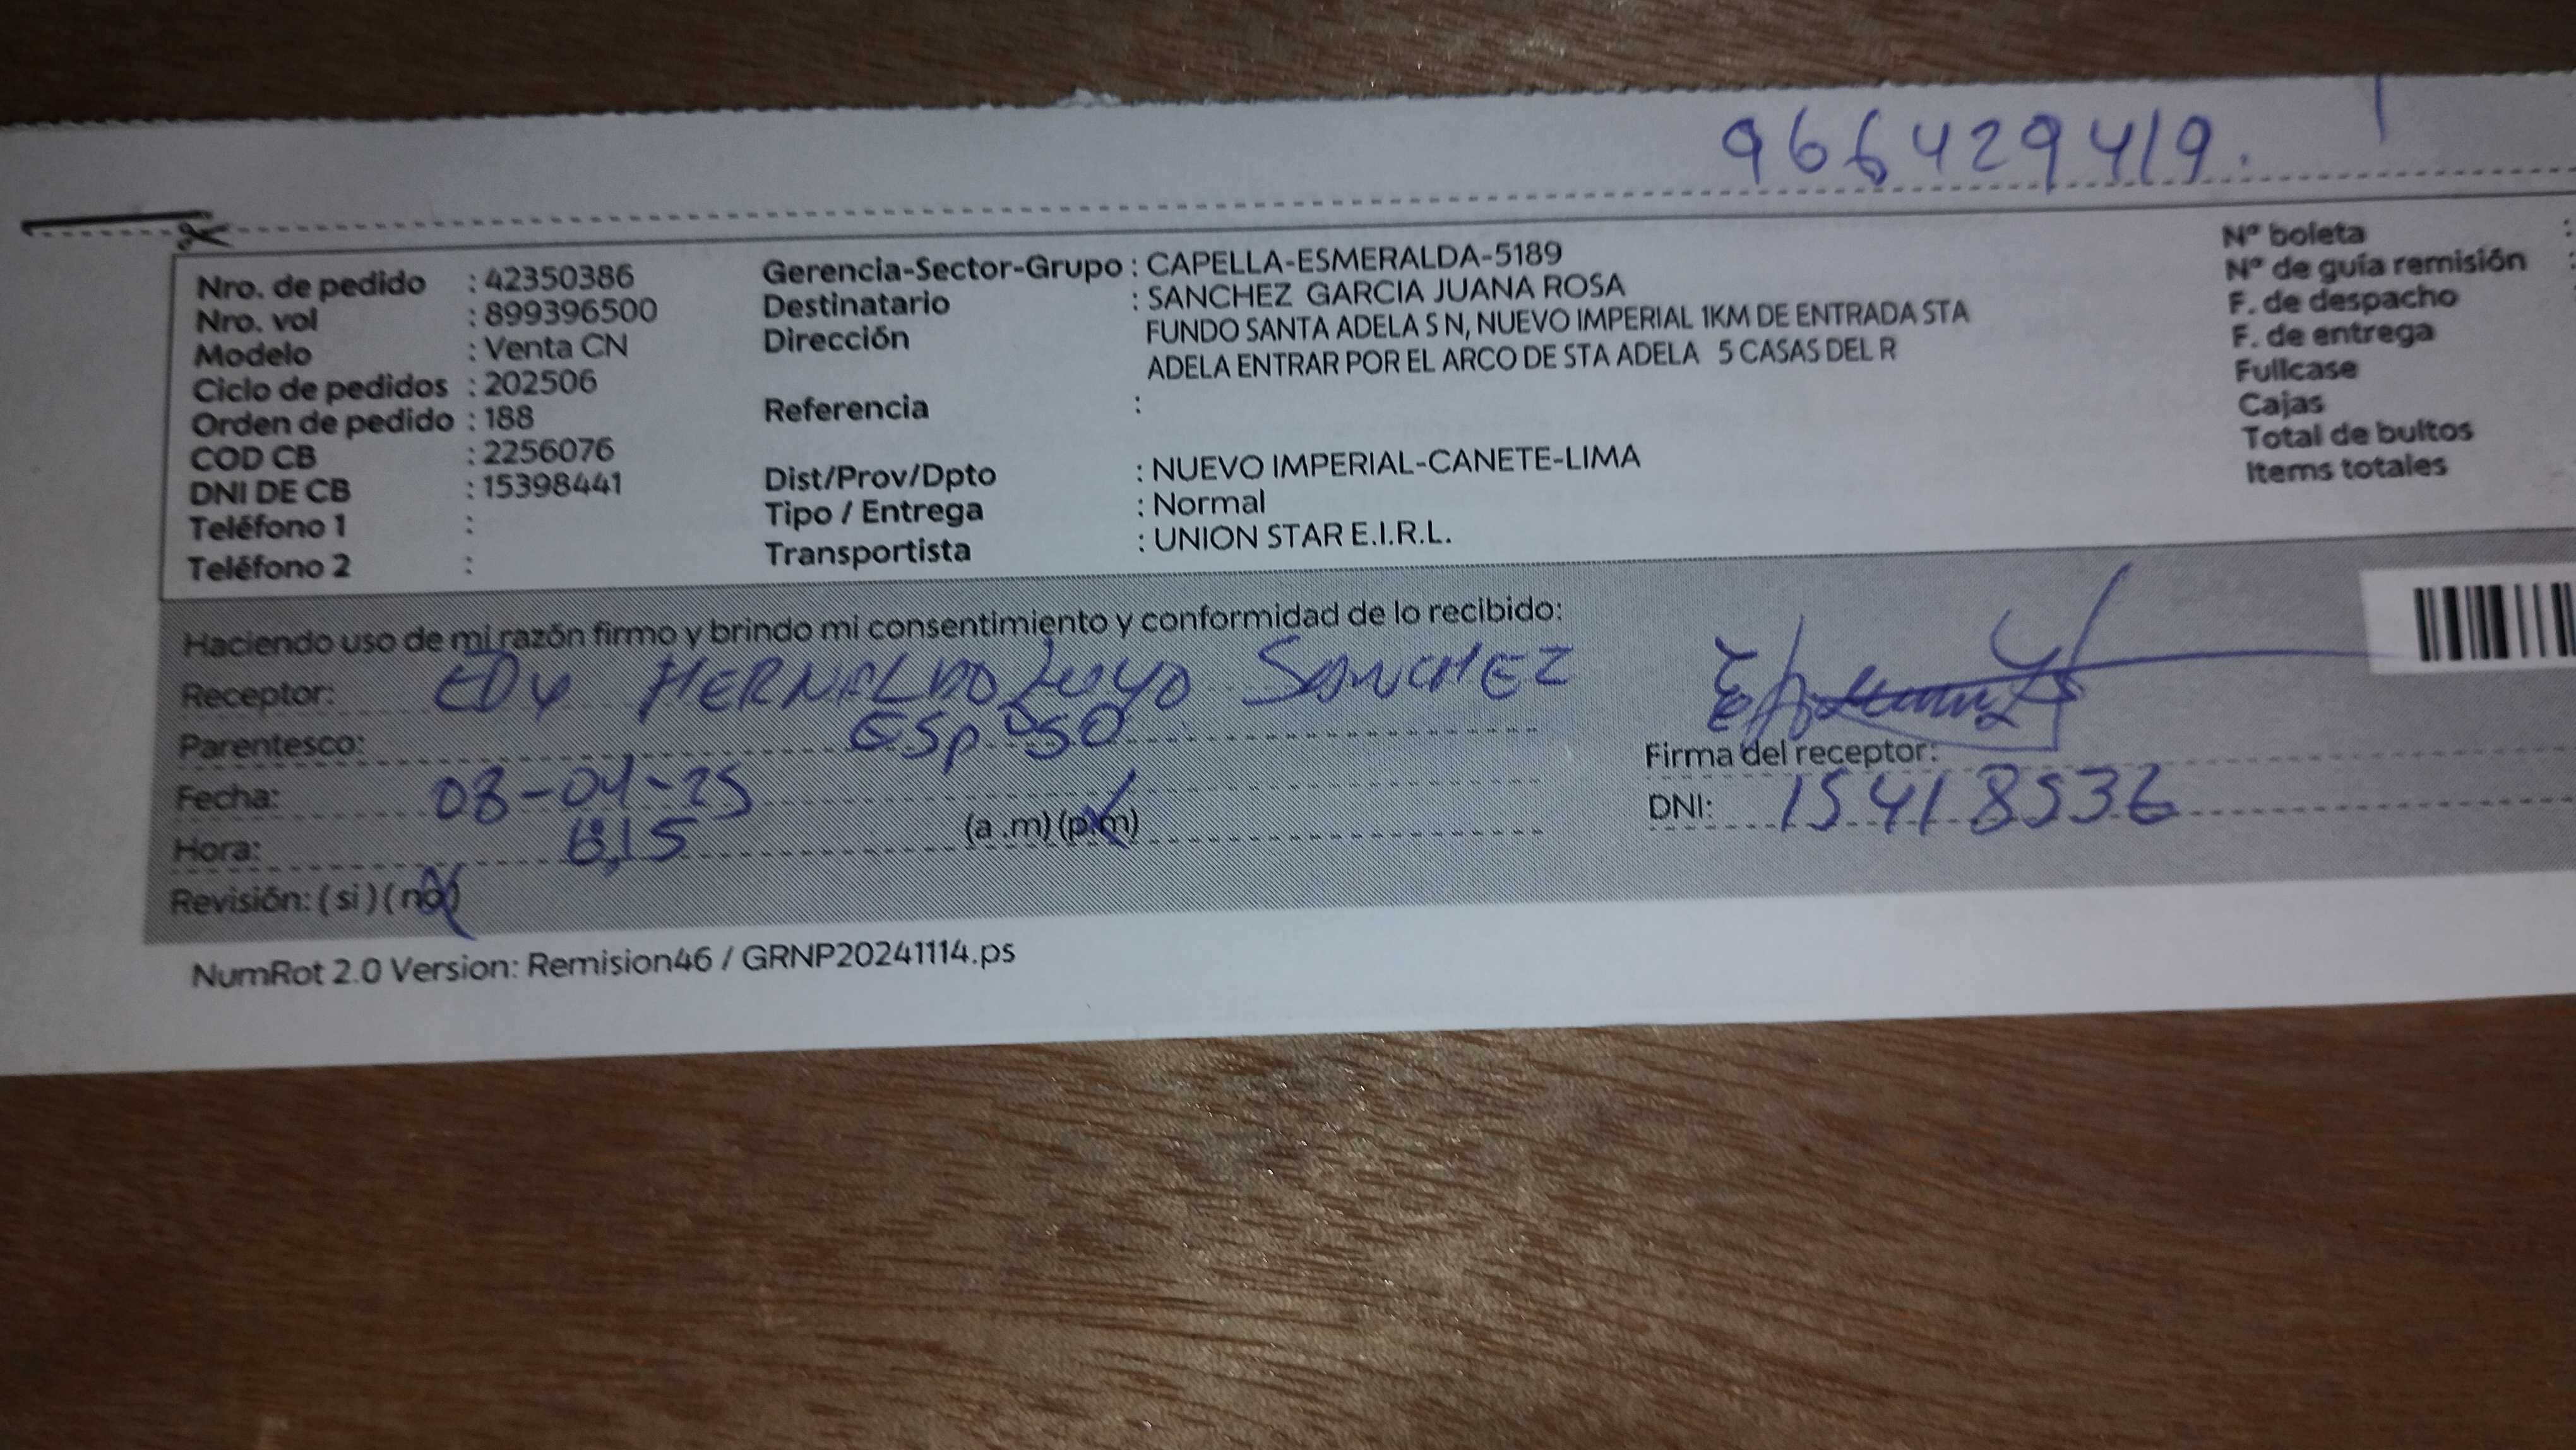 966429419.
Nro. de pedido : 42350386
Nro. vol : 899396500
Modelo : Venta CN
Ciclo de pedidos : 202506
Orden de pedido : 188
COD CB : 2256076
DNI DE CB : 15398441
Teléfono 1 :
Teléfono 2 :
Gerencia-Sector-Grupo : CAPELLA-ESMERALDA-5189
Destinatario : SANCHEZ GARCIA JUANA ROSA
Dirección FUNDO SANTA ADELA S N, NUEVO IMPERIAL 1KM DE ENTRADA STA
ADELA ENTRAR POR EL ARCO DE STA ADELA 5 CASAS DEL R
Referencia :
Dist/Prov/Dpto : NUEVO IMPERIAL-CANETE-LIMA
Tipo / Entrega : Normal
Transportista : UNION STAR E.I.R.L.
Nº boleta :
Nº de guía remisión :
F. de despacho
F. de entrega
Fullcase
Cajas
Total de bultos
Items totales
Haciendo uso de mi razón firmo y brindo mi consentimiento y conformidad de lo recibido:
Receptor: EDY HERNALDO LUYO SANCHEZ
Parentesco: ESPOSO
Fecha: 08-04-25
Hora: 6:15 (a .m) (p.m)
Revisión: ( si ) ( no )
Firma del receptor:
DNI: 15418536
NumRot 2.0 Version: Remision46 / GRNP20241114.ps